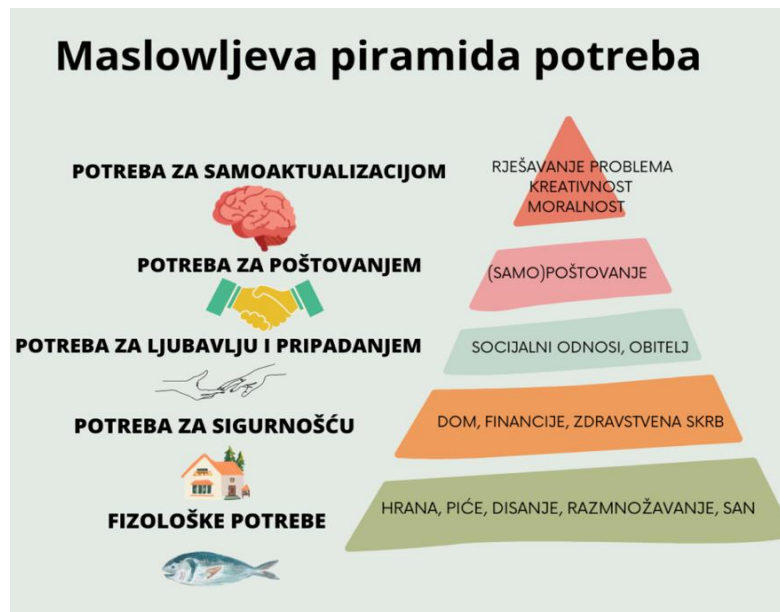 Maslowljeva piramida potreba
POTREBA ZA SAMOAKTUALIZACIJOM
RJEŠAVANJE PROBLEMA
KREATIVNOST
MORALNOST
POTREBA ZA POŠTOVANJEM
(SAMO)POŠTOVANJE
POTREBA ZA LJUBAVLJU I PRIPADANJEM
SOCIJALNI ODNOSI, OBITELJ
POTREBA ZA SIGURNOŠĆU
DOM, FINANCIJE, ZDRAVSTVENA SKRB
FIZOLOŠKE POTREBE
HRANA, PIĆE, DISANJE, RAZMNOŽAVANJE, SAN